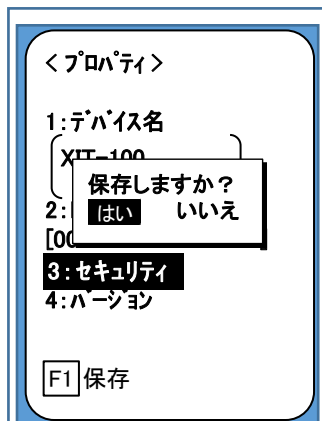 <プロパティ>
1:デバイス名
XIT-100
保存しますか?
はい いいえ
2:
[00
3:セキュリティ
4:バージョン
F1 保存